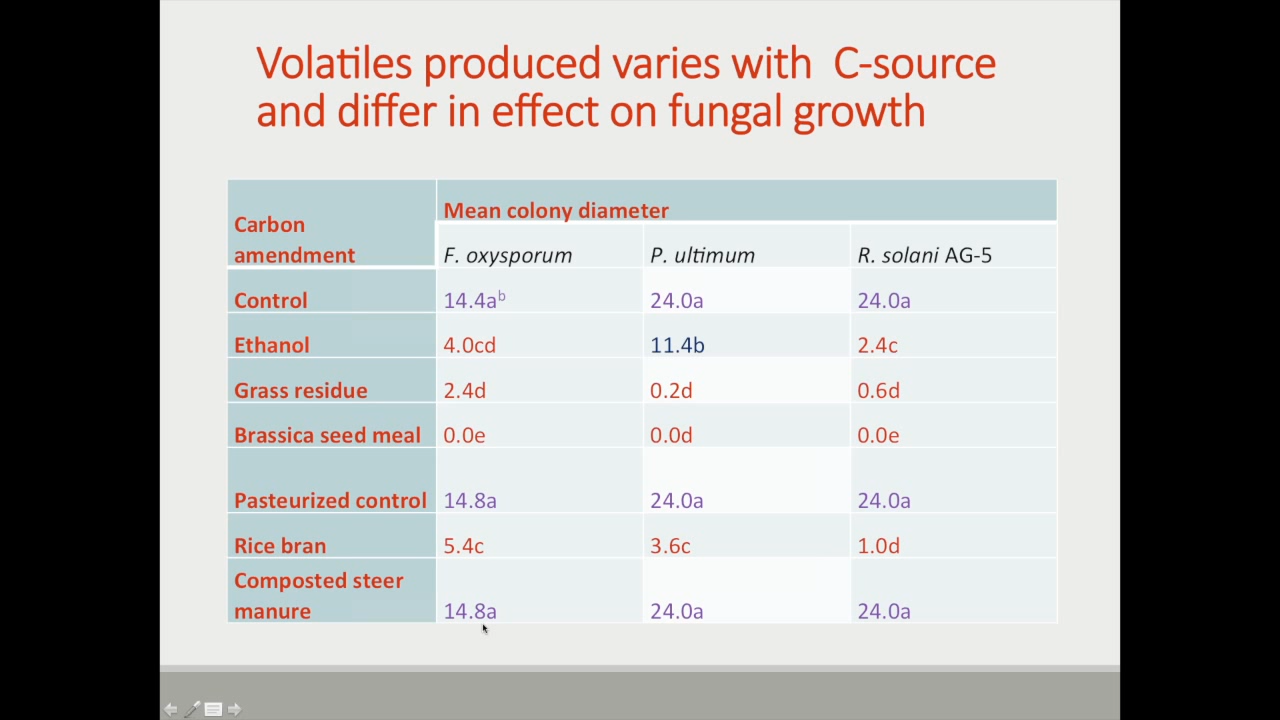 Volatiles produced varies with C-source
and differ in effect on fungal growth
Carbon
amendment
Mean colony diameter
F. oxysporum P. ultimum R. solani AG-5
Control 14.4aᵇ 24.0a 24.0a
Ethanol 4.0cd 11.4b 2.4c
Grass residue 2.4d 0.2d 0.6d
Brassica seed meal 0.0e 0.0d 0.0e
Pasteurized control 14.8a 24.0a 24.0a
Rice bran 5.4c 3.6c 1.0d
Composted steer
manure 14.8a 24.0a 24.0a